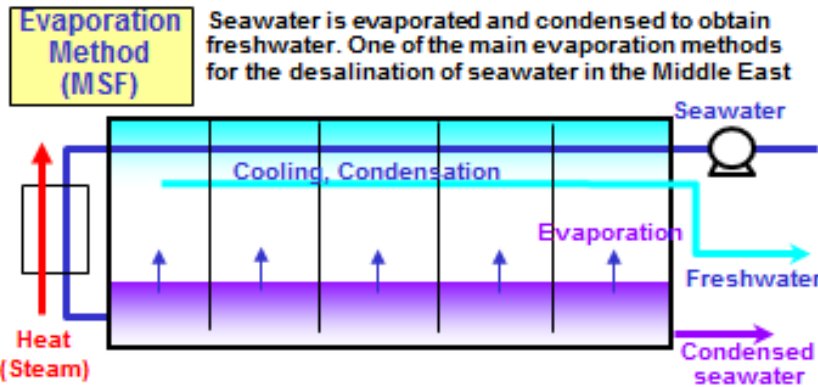 Evaporation
Method
(MSF)
Seawater is evaporated and condensed to obtain
freshwater. One of the main evaporation methods
for the desalination of seawater in the Middle East
Seawater
Cooling, Condensation
Evaporation
Freshwater
Heat
(Steam)
Condensed
seawater